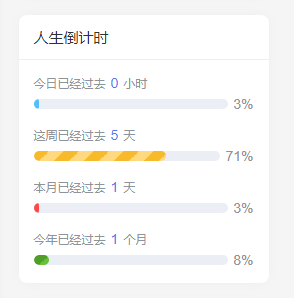 人生倒计时
今日已经过去 0 小时
3%
这周已经过去 5 天
71%
本月已经过去 1 天
3%
今年已经过去 1 个月
8%